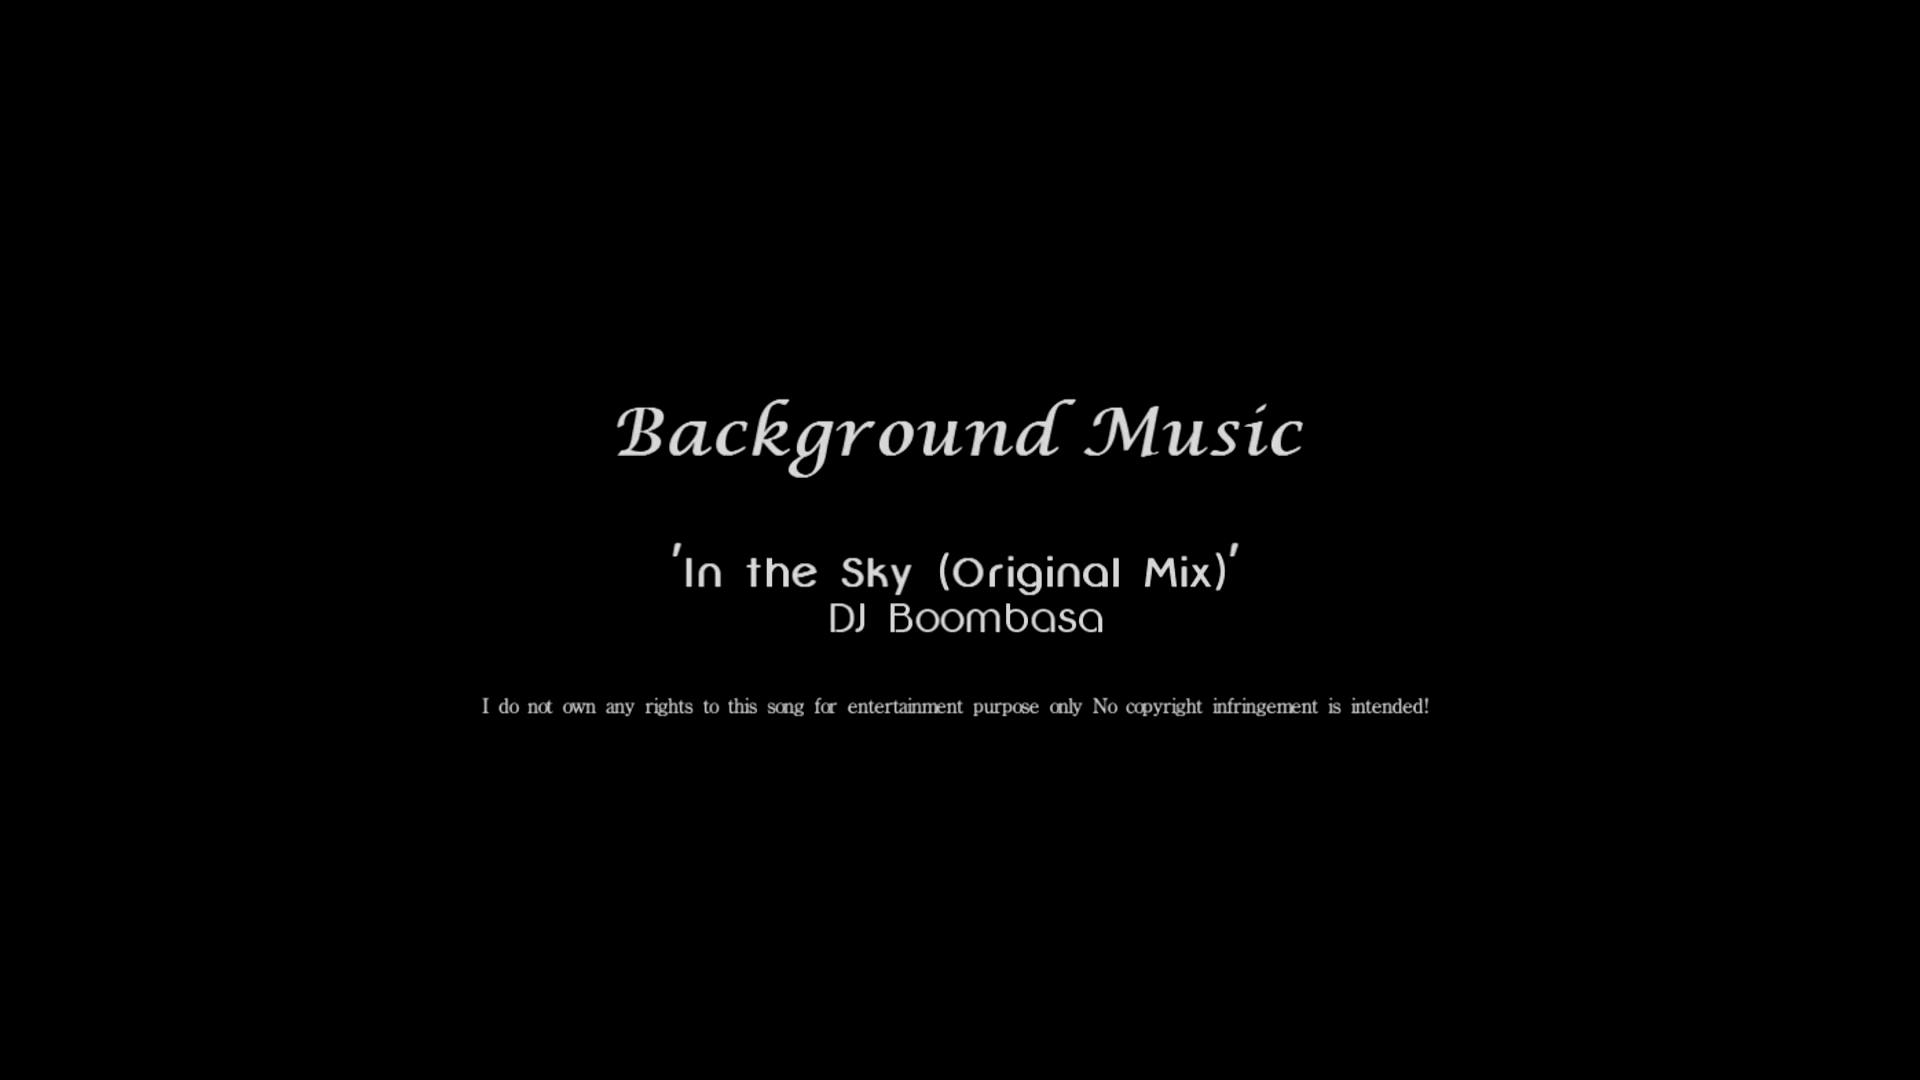 Background Music
'In the Sky (Original Mix)'
DJ Boombasa
I do not own any rights to this song for entertainment purpose only No copyright infringement is intended!